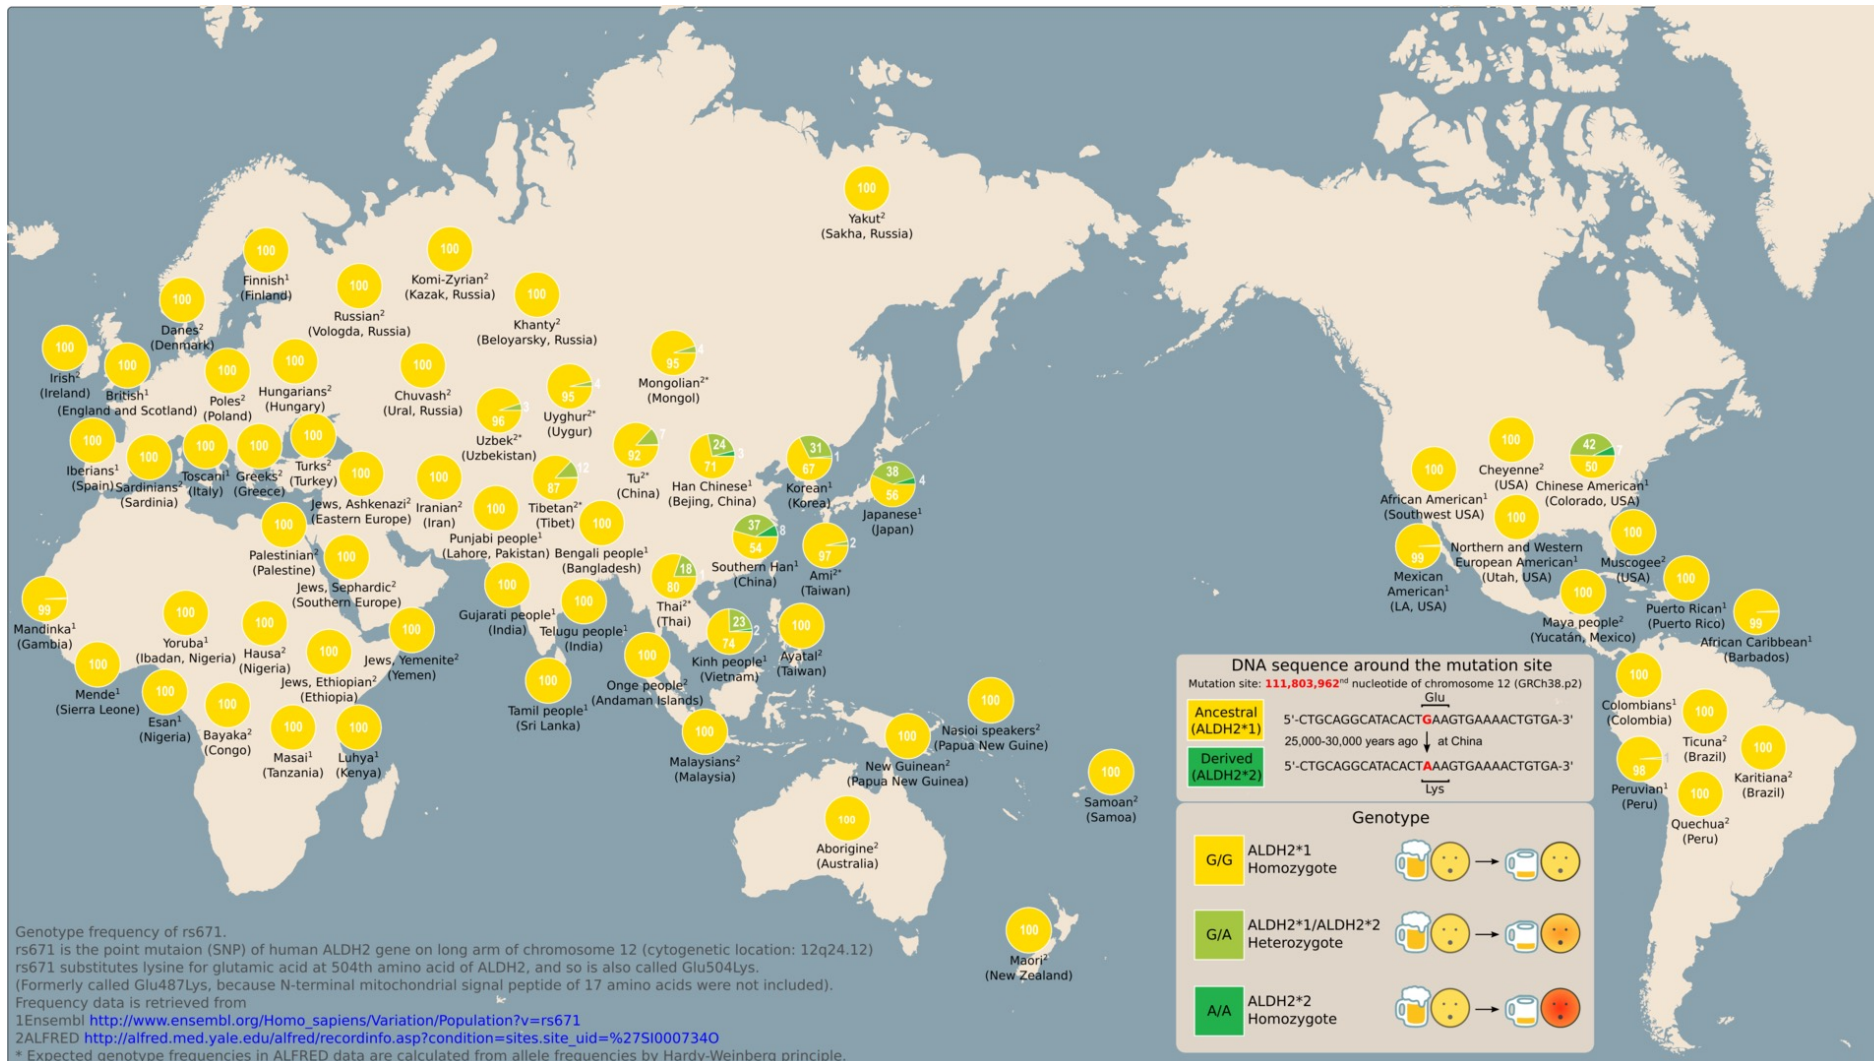 100
Yakut2
(Sakha, Russia)
100
Finnish1
(Finland)
100
Komi-Zyrian2
(Kazak, Russia)
100
Danes2
(Denmark)
100
Russian2
(Vologda, Russia)
100
Khanty2
(Beloyarsky, Russia)
100
Irish2
(Ireland)
100
British1
(England and Scotland)
100
Poles2
(Poland)
100
Hungarians2
(Hungary)
100
Chuvash2
(Ural, Russia)
96
3
Uzbek2*
(Uzbekistan)
95
4
Uyghur2*
(Uygur)
95
4
Mongolian2*
(Mongol)
100
Iberians1
(Spain)
100
Sardinians2
(Sardinia)
100
Toscani1
(Italy)
100
Greeks2
(Greece)
100
Turks2
(Turkey)
100
Jews, Ashkenazi2
(Eastern Europe)
100
Iranian2
(Iran)
100
Punjabi people1
(Lahore, Pakistan)
87
12
Tibetan2*
(Tibet)
92
7
Tu2*
(China)
71
24
3
Han Chinese1
(Bejing, China)
67
31
1
Korean1
(Korea)
56
38
4
Japanese1
(Japan)
100
Palestinian2
(Palestine)
100
Jews, Sephardic2
(Southern Europe)
100
Bengali people1
(Bangladesh)
54
37
8
Southern Han1
(China)
97
2
Ami2*
(Taiwan)
80
18
1
Thai2*
(Thai)
100
Gujarati people1
(India)
100
Telugu people1
(India)
99
Mandinka1
(Gambia)
100
Yoruba1
(Ibadan, Nigeria)
100
Hausa2
(Nigeria)
100
Jews, Ethiopian2
(Ethiopia)
100
Jews, Yemenite2
(Yemen)
74
23
2
Kinh people1
(Vietnam)
100
Ayatal2
(Taiwan)
100
Onge people2
(Andaman Islands)
100
Tamil people1
(Sri Lanka)
100
Mende1
(Sierra Leone)
100
Esan1
(Nigeria)
100
Bayaka2
(Congo)
100
Masai1
(Tanzania)
100
Luhya1
(Kenya)
100
Malaysians2
(Malaysia)
100
New Guinean2
(Papua New Guinea)
100
Nasioi speakers2
(Papua New Guine)
100
Samoan2
(Samoa)
100
Aborigine2
(Australia)
100
Maori2
(New Zealand)
100
African American1
(Southwest USA)
100
Cheyenne2
(USA)
50
42
7
Chinese American1
(Colorado, USA)
99
Mexican
American1
(LA, USA)
100
Northern and Western
European American1
(Utah, USA)
100
Muscogee2
(USA)
100
Maya people2
(Yucatán, Mexico)
100
Puerto Rican1
(Puerto Rico)
99
African Caribbean1
(Barbados)
100
Colombians1
(Colombia)
100
Ticuna2
(Brazil)
100
Karitiana2
(Brazil)
98
1
Peruvian1
(Peru)
100
Quechua2
(Peru)
DNA sequence around the mutation site
Mutation site: 111,803,962nd nucleotide of chromosome 12 (GRCh38.p2)
Glu
Ancestral
(ALDH2*1)
5'-CTGCAGGCATACACTGAAGTGAAAACTGTGA-3'
25,000-30,000 years ago at China
Derived
(ALDH2*2)
5'-CTGCAGGCATACACTAAAGTGAAAACTGTGA-3'
Lys
Genotype
G/G
ALDH2*1
Homozygote
G/A
ALDH2*1/ALDH2*2
Heterozygote
A/A
ALDH2*2
Homozygote
Genotype frequency of rs671.
rs671 is the point mutaion (SNP) of human ALDH2 gene on long arm of chromosome 12 (cytogenetic location: 12q24.12)
rs671 substitutes lysine for glutamic acid at 504th amino acid of ALDH2, and so is also called Glu504Lys.
(Formerly called Glu487Lys, because N-terminal mitochondrial signal peptide of 17 amino acids were not included).
Frequency data is retrieved from
1Ensembl http://www.ensembl.org/Homo_sapiens/Variation/Population?v=rs671
2ALFRED http://alfred.med.yale.edu/alfred/recordinfo.asp?condition=sites.site_uid=%27SI000734O
* Expected genotype frequencies in ALFRED data are calculated from allele frequencies by Hardy-Weinberg principle.